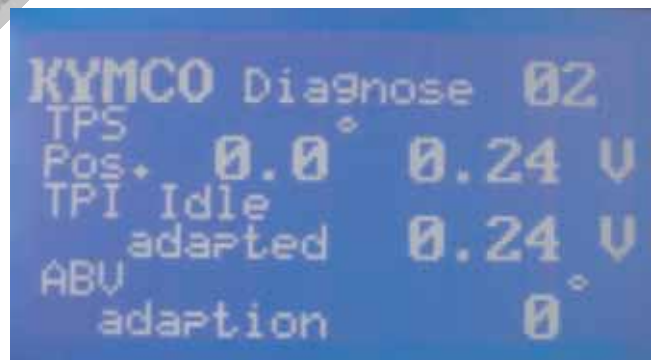 KYMCO Diagnose 02
TPS
Pos. 0.0° 0.24 V
TPI Idle
adapted 0.24 V
ABV
adaption 0°